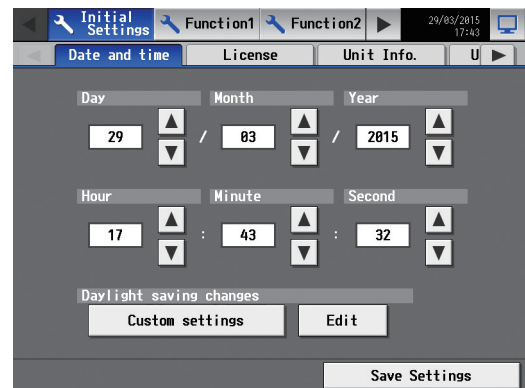 Initial Settings Function1 Function2 29/03/2015 17:43
Date and time License Unit Info. U
Day Month Year
29 / 03 / 2015
Hour Minute Second
17 : 43 : 32
Daylight saving changes
Custom settings Edit
Save Settings